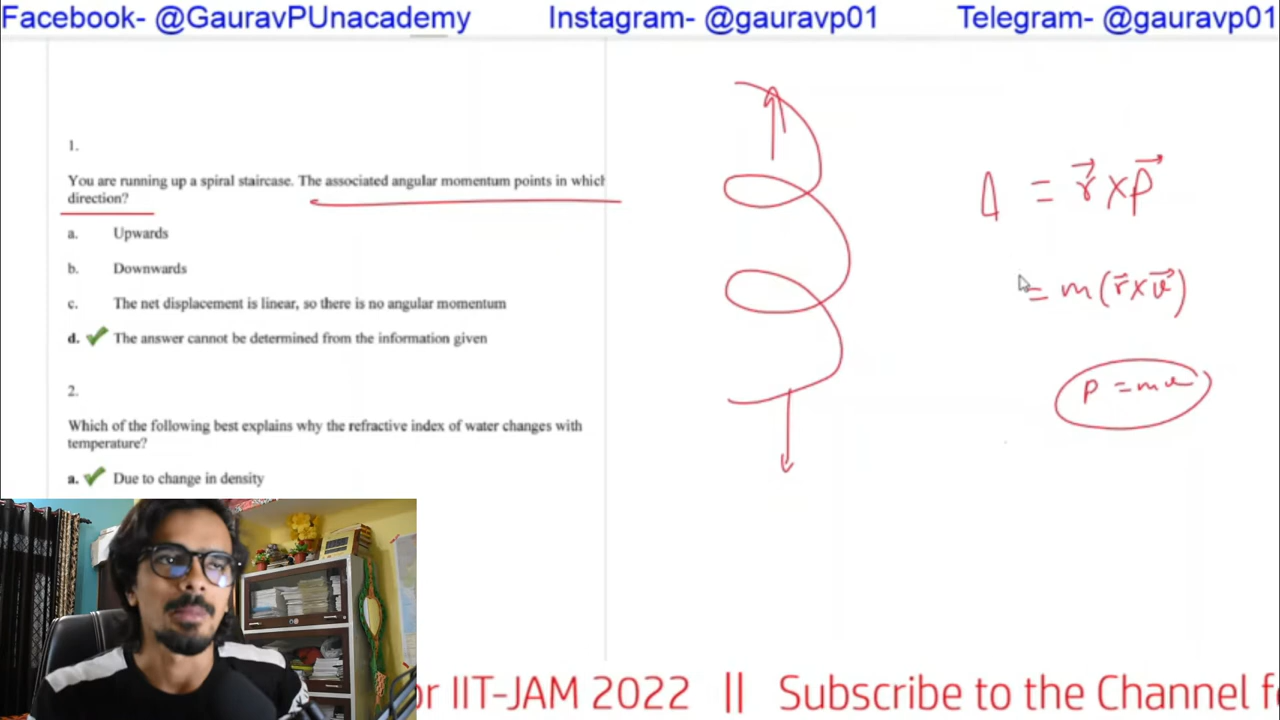 Facebook- @GauravPUnacademy Instagram- @gauravp01 Telegram- @gauravp01
1.
You are running up a spiral staircase. The associated angular momentum points in which
direction?
a. Upwards
b. Downwards
c. The net displacement is linear, so there is no angular momentum
d. The answer cannot be determined from the information given
2.
Which of the following best explains why the refractive index of water changes with
temperature?
a. Due to change in density
= r⃗ × p⃗
= m(r⃗ × v⃗)
p = mv
or IIT-JAM 2022 || Subscribe to the Channel f